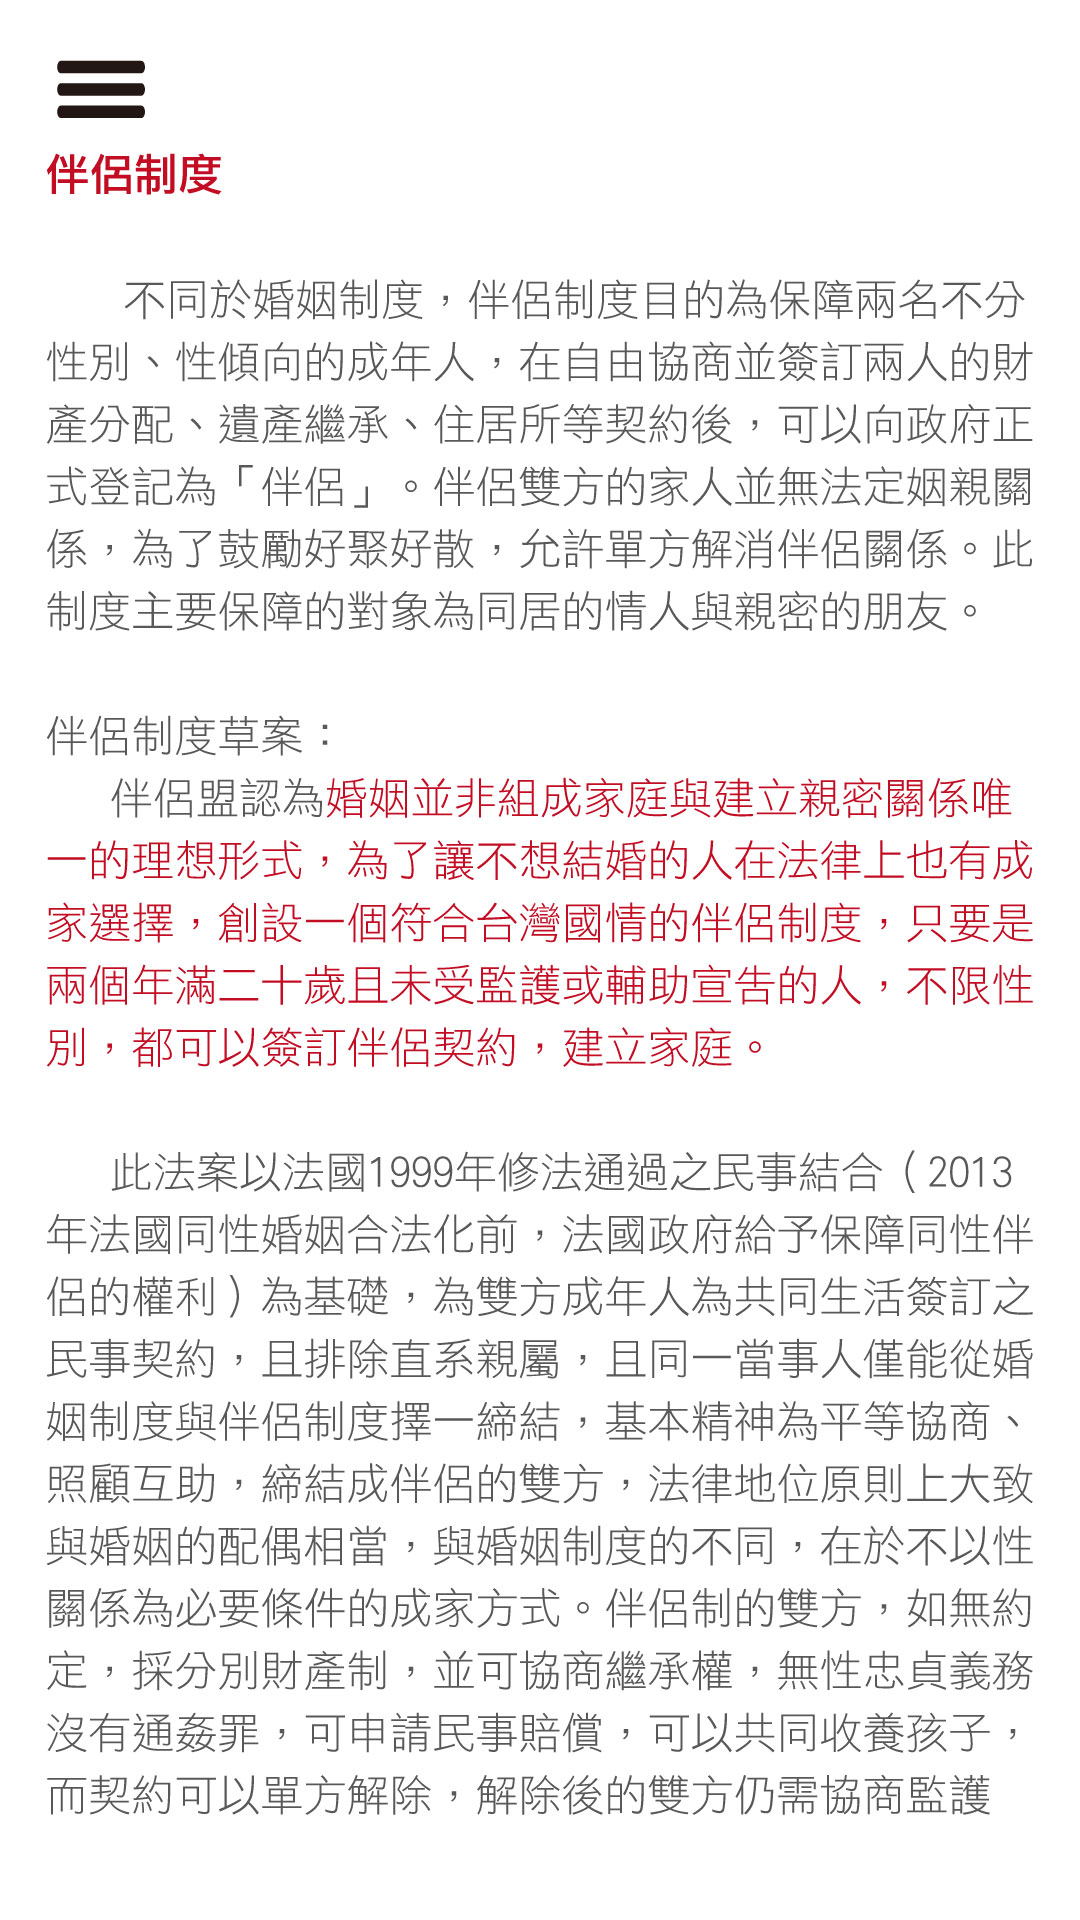 伴侶制度
不同於婚姻制度，伴侶制度目的為保障兩名不分
性別、性傾向的成年人，在自由協商並簽訂兩人的財
產分配、遺產繼承、住居所等契約後，可以向政府正
式登記為「伴侶」。伴侶雙方的家人並無法定姻親關
係，為了鼓勵好聚好散，允許單方解消伴侶關係。此
制度主要保障的對象為同居的情人與親密的朋友。
伴侶制度草案：
伴侶盟認為婚姻並非組成家庭與建立親密關係唯
一的理想形式，為了讓不想結婚的人在法律上也有成
家選擇，創設一個符合台灣國情的伴侶制度，只要是
兩個年滿二十歲且未受監護或輔助宣告的人，不限性
別，都可以簽訂伴侶契約，建立家庭。
此法案以法國1999年修法通過之民事結合（2013
年法國同性婚姻合法化前，法國政府給予保障同性伴
侶的權利）為基礎，為雙方成年人為共同生活簽訂之
民事契約，且排除直系親屬，且同一當事人僅能從婚
姻制度與伴侶制度擇一締結，基本精神為平等協商、
照顧互助，締結成伴侶的雙方，法律地位原則上大致
與婚姻的配偶相當，與婚姻制度的不同，在於不以性
關係為必要條件的成家方式。伴侶制的雙方，如無約
定，採分別財產制，並可協商繼承權，無性忠貞義務
沒有通姦罪，可申請民事賠償，可以共同收養孩子，
而契約可以單方解除，解除後的雙方仍需協商監護